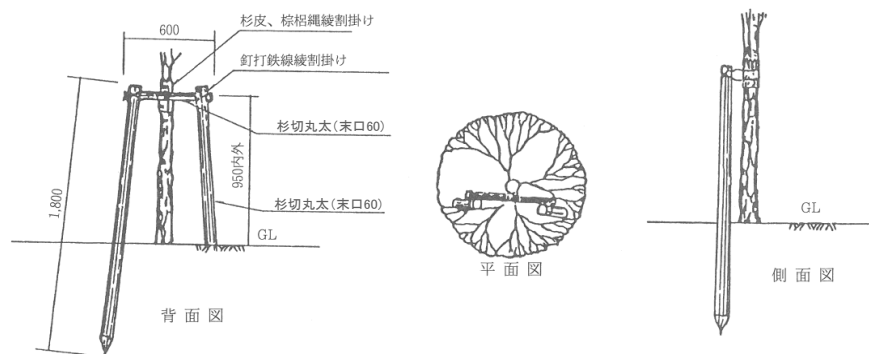 600
杉皮、棕梠縄綾割掛け
釘打鉄線綾割掛け
杉切丸太(末口60)
950内外
1,800
杉切丸太(末口60)
GL
背面図
平面図
GL
側面図